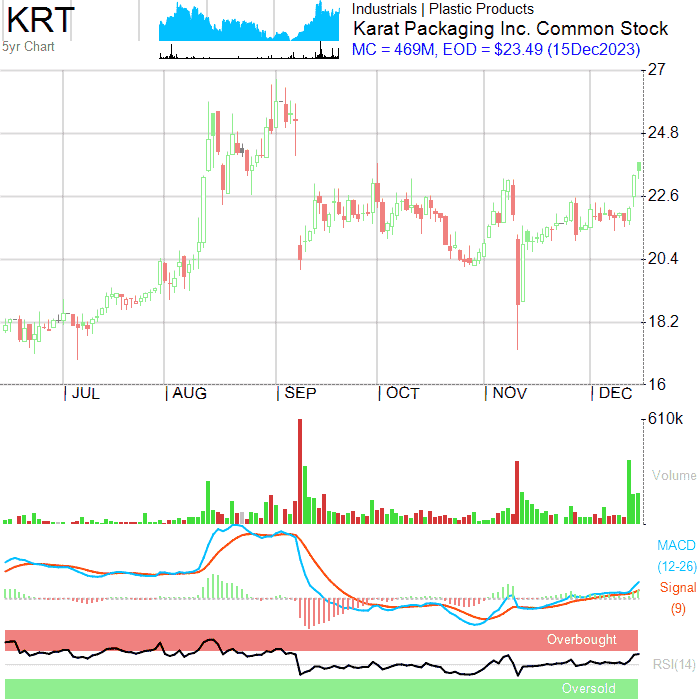 KRT
5yr Chart
Industrials | Plastic Products
Karat Packaging Inc. Common Stock
MC = 469M, EOD = $23.49 (15Dec2023)
27
24.8
22.6
20.4
18.2
16
JUL
AUG
SEP
OCT
NOV
DEC
610k
Volume
MACD
(12-26)
Signal
(9)
Overbought
RSI(14)
Oversold